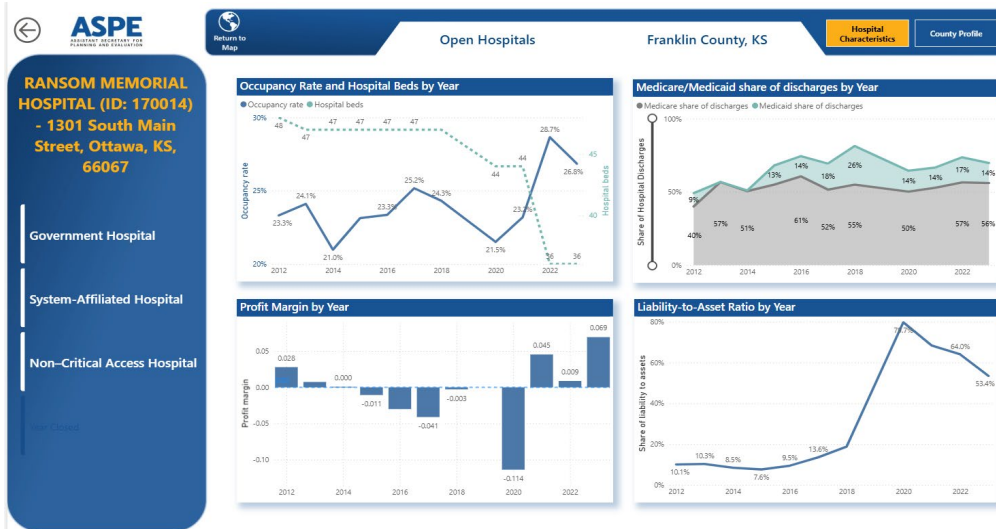 ASPE
ASSISTANT SECRETARY FOR
PLANNING AND EVALUATION
Return to
Map
Open Hospitals
Franklin County, KS
Hospital
Characteristics
County Profile
RANSOM MEMORIAL
HOSPITAL (ID: 170014)
- 1301 South Main
Street, Ottawa, KS,
66067
Government Hospital
System-Affiliated Hospital
Non–Critical Access Hospital
Year Closed
Occupancy Rate and Hospital Beds by Year
Occupancy rate Hospital beds
30%
25%
20%
Occupancy rate
48 47 47 47 47 47 44 44 36 36
23.3% 24.1% 21.0% 23.3% 25.2% 24.3% 21.5% 23.2% 28.7% 26.8%
45
40
Hospital beds
2012 2014 2016 2018 2020 2022
Medicare/Medicaid share of discharges by Year
Medicare share of discharges Medicaid share of discharges
100%
50%
0%
Share of Hospital Discharges
9% 13% 14% 18% 26% 14% 14% 17% 14%
40% 57% 51% 61% 52% 55% 50% 53% 57% 56%
2012 2014 2016 2018 2020 2022
Profit Margin by Year
0.05
0.00
-0.05
-0.10
Profit margin
0.028 0.000 -0.011 -0.041 -0.003 -0.114 0.045 0.009 0.069
2012 2014 2016 2018 2020 2022
Liability-to-Asset Ratio by Year
80%
60%
40%
20%
0%
Share of liability to assets
10.1% 10.3% 8.5% 7.6% 9.5% 13.6% 79.7% 64.0% 53.4%
2012 2014 2016 2018 2020 2022